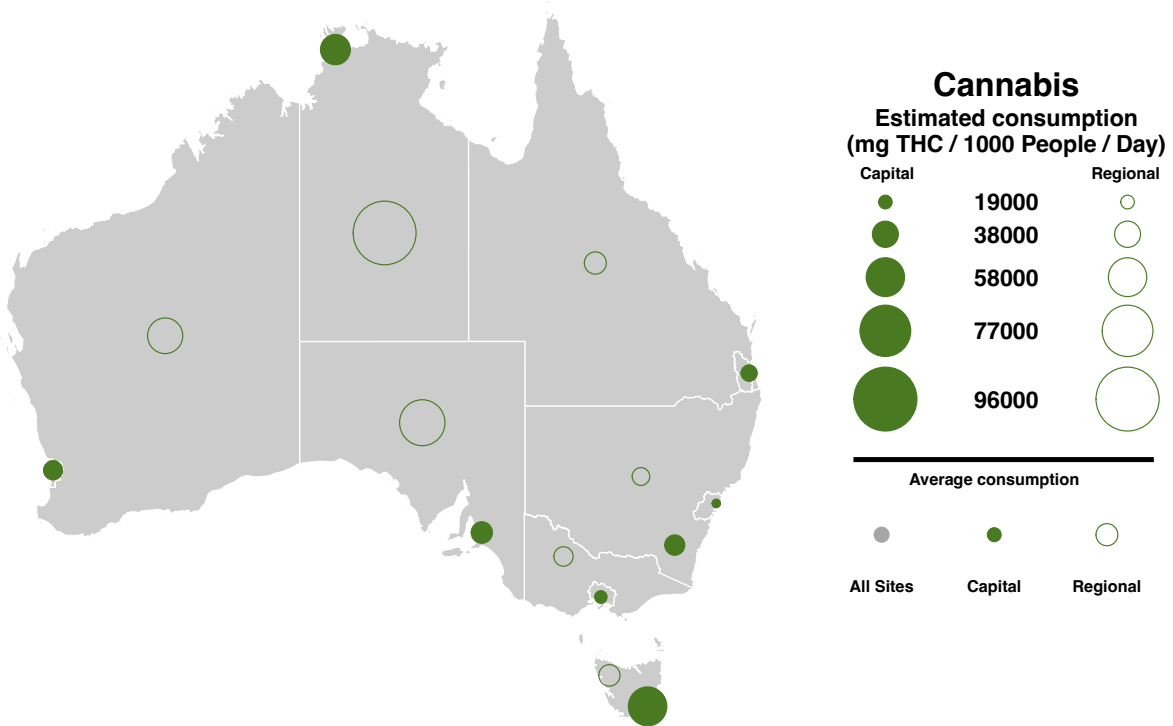 Cannabis
Estimated consumption
(mg THC / 1000 People / Day)
Capital Regional
19000
38000
58000
77000
96000
Average consumption
All Sites Capital Regional